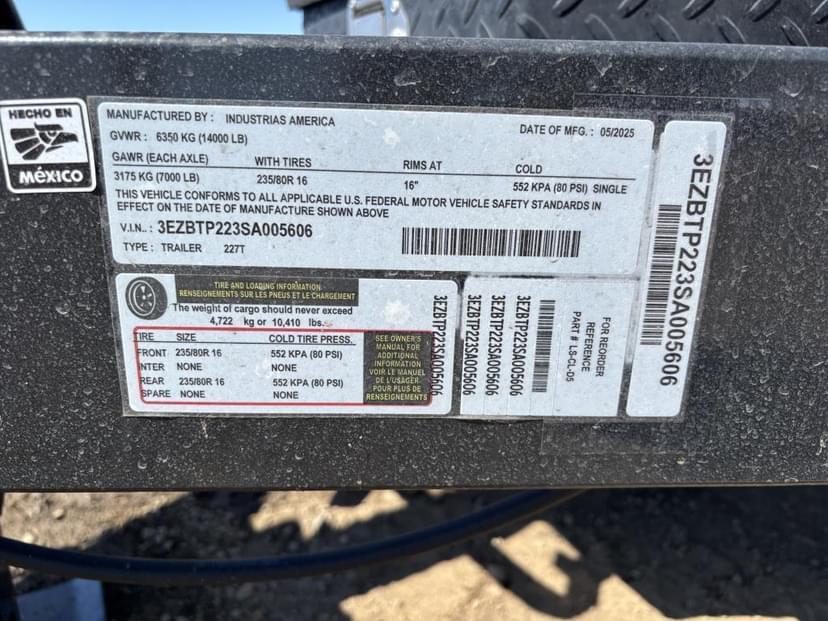 HECHO EN
MÉXICO
MANUFACTURED BY : INDUSTRIAS AMERICA
GVWR : 6350 KG (14000 LB)
DATE OF MFG. : 05/2025
GAWR (EACH AXLE) WITH TIRES RIMS AT COLD
3175 KG (7000 LB) 235/80R 16 16" 552 KPA (80 PSI) SINGLE
THIS VEHICLE CONFORMS TO ALL APPLICABLE U.S. FEDERAL MOTOR VEHICLE SAFETY STANDARDS IN
EFFECT ON THE DATE OF MANUFACTURE SHOWN ABOVE
V.I.N.: 3EZBTP223SA005606
TYPE : TRAILER 227T
TIRE AND LOADING INFORMATION
RENSEIGNEMENTS SUR LES PNEUS ET LE CHARGEMENT
The weight of cargo should never exceed
4,722 kg or 10,410 lbs.
TIRE SIZE COLD TIRE PRESS.
FRONT 235/80R 16 552 KPA (80 PSI)
INTER NONE NONE
REAR 235/80R 16 552 KPA (80 PSI)
SPARE NONE NONE
SEE OWNER'S
MANUAL FOR
ADDITIONAL
INFORMATION
VOIR LE MANUEL
DE L'USAGER
POUR PLUS DE
RENSEIGNEMENTS
3EZBTP223SA005606
3EZBTP223SA005606
3EZBTP223SA005606
3EZBTP223SA005606
FOR REORDER
REFERENCE
PART # LS-CL-D5
3EZBTP223SA005606